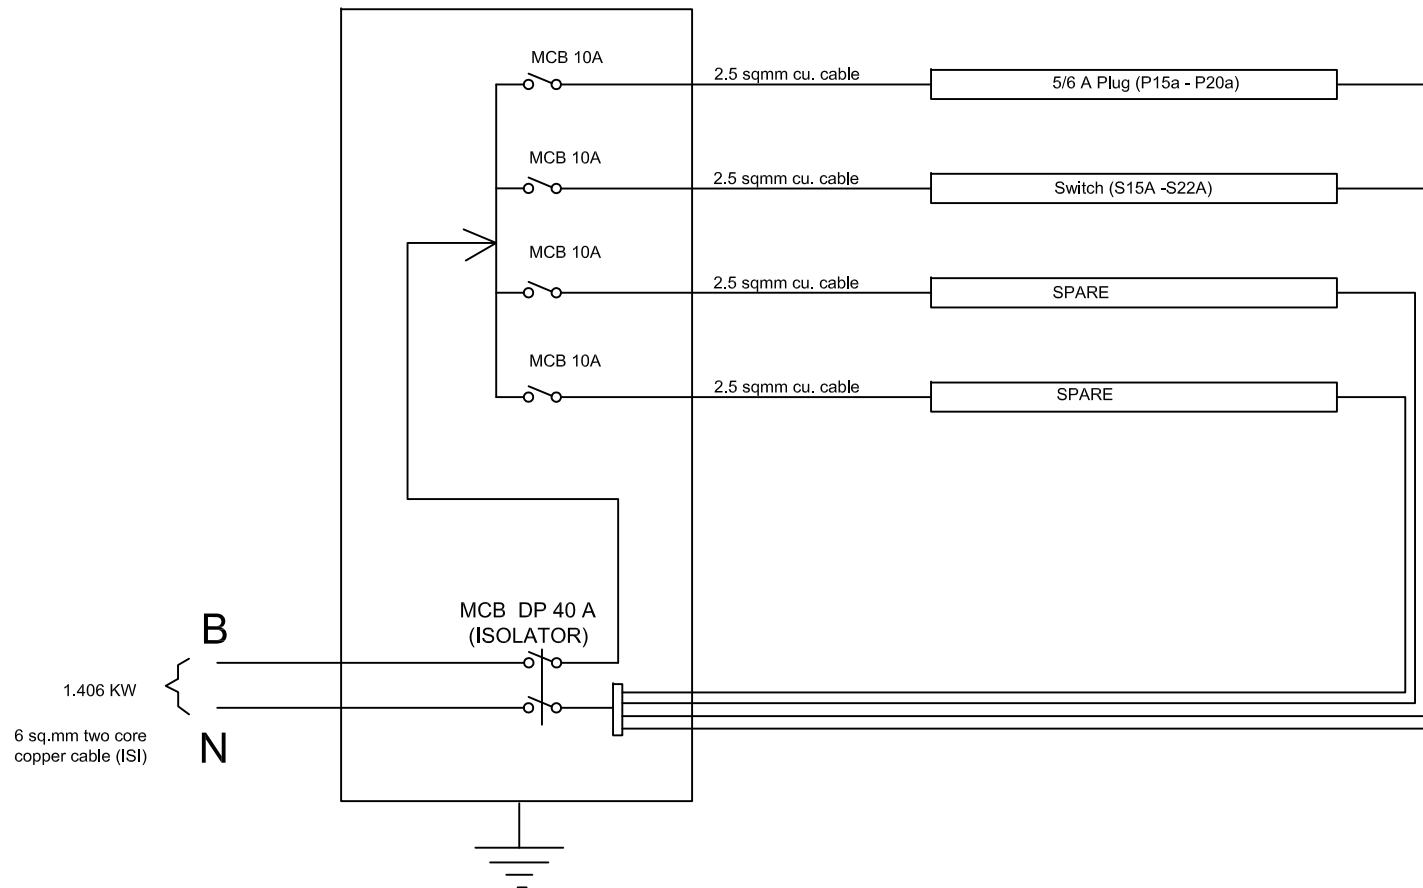 MCB 10A
2.5 sqmm cu. cable
5/6 A Plug (P15a - P20a)
MCB 10A
2.5 sqmm cu. cable
Switch (S15A -S22A)
MCB 10A
2.5 sqmm cu. cable
SPARE
MCB 10A
2.5 sqmm cu. cable
SPARE
MCB DP 40 A
(ISOLATOR)
B
1.406 KW
N
6 sq.mm two core
copper cable (ISI)